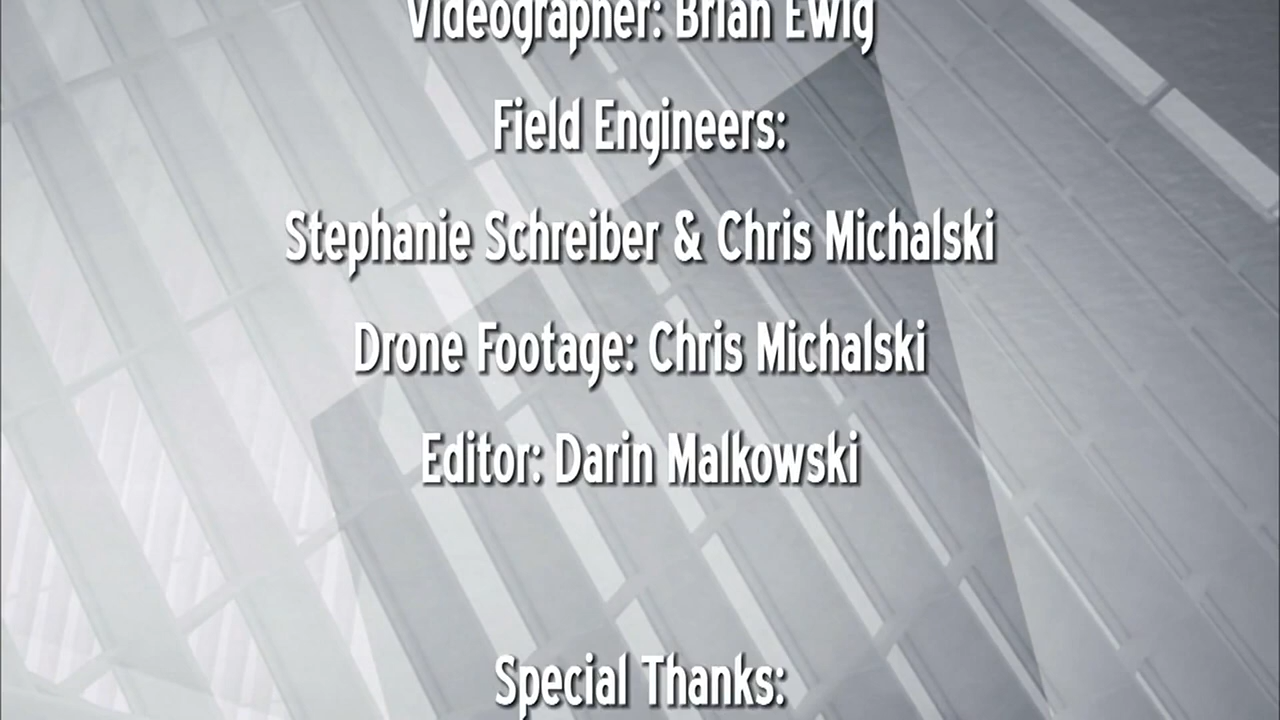 Videographer: Brian Ewig
Field Engineers:
Stephanie Schreiber & Chris Michalski
Drone Footage: Chris Michalski
Editor: Darin Malkowski
Special Thanks: